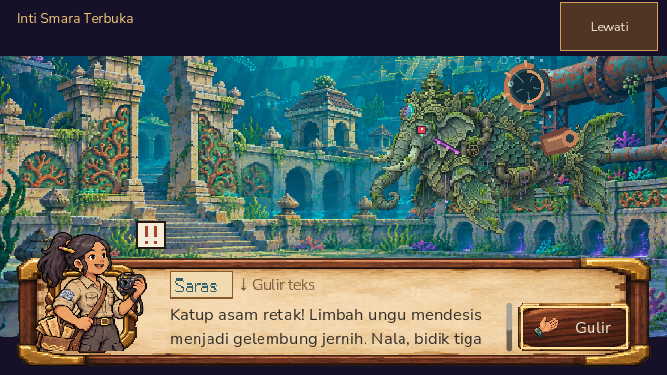 Inti Smara Terbuka
Lewati
!!
Saras
↓ Gulir teks
Katup asam retak! Limbah ungu mendesis
menjadi gelembung jernih. Nala, bidik tiga
Gulir